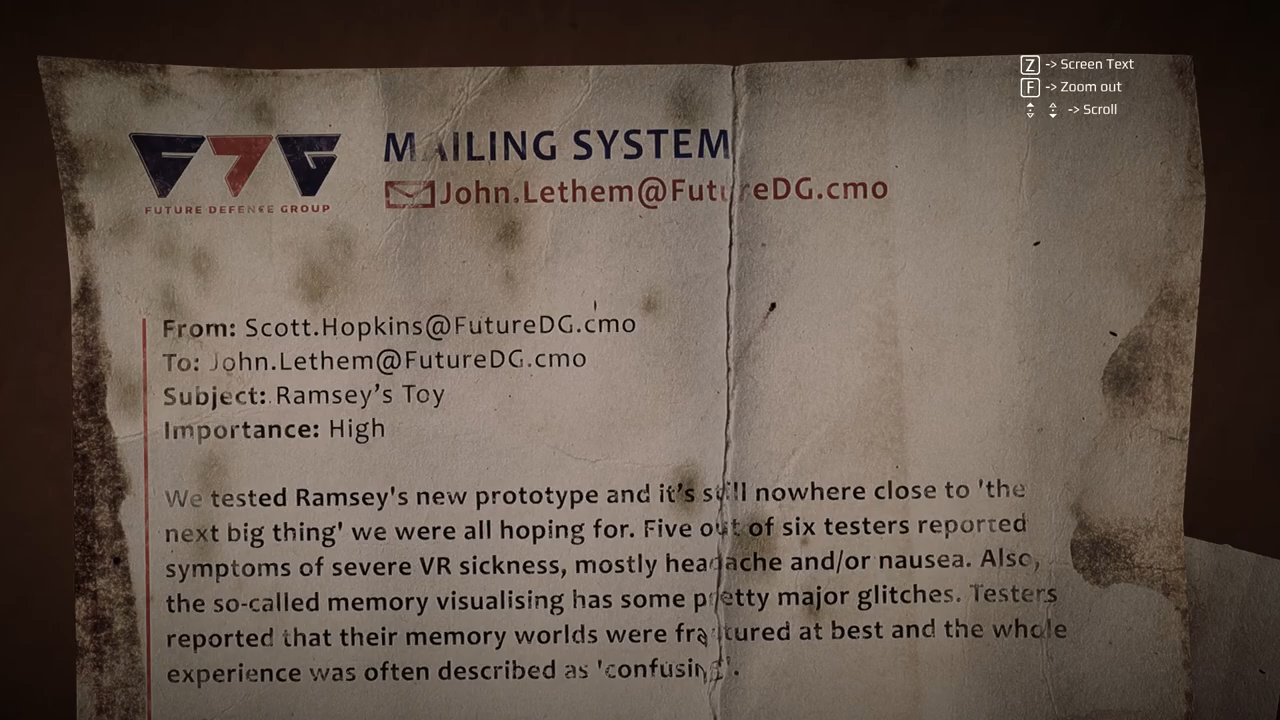 Z -> Screen Text
F -> Zoom out
-> Scroll
F7G
FUTURE DEFENSE GROUP
MAILING SYSTEM
John.Lethem@FutureDG.cmo
From: Scott.Hopkins@FutureDG.cmo
To: John.Lethem@FutureDG.cmo
Subject: Ramsey's Toy
Importance: High
We tested Ramsey's new prototype and it's still nowhere close to 'the
next big thing' we were all hoping for. Five out of six testers reported
symptoms of severe VR sickness, mostly headache and/or nausea. Also,
the so-called memory visualising has some pretty major glitches. Testers
reported that their memory worlds were fractured at best and the whole
experience was often described as 'confusing'.